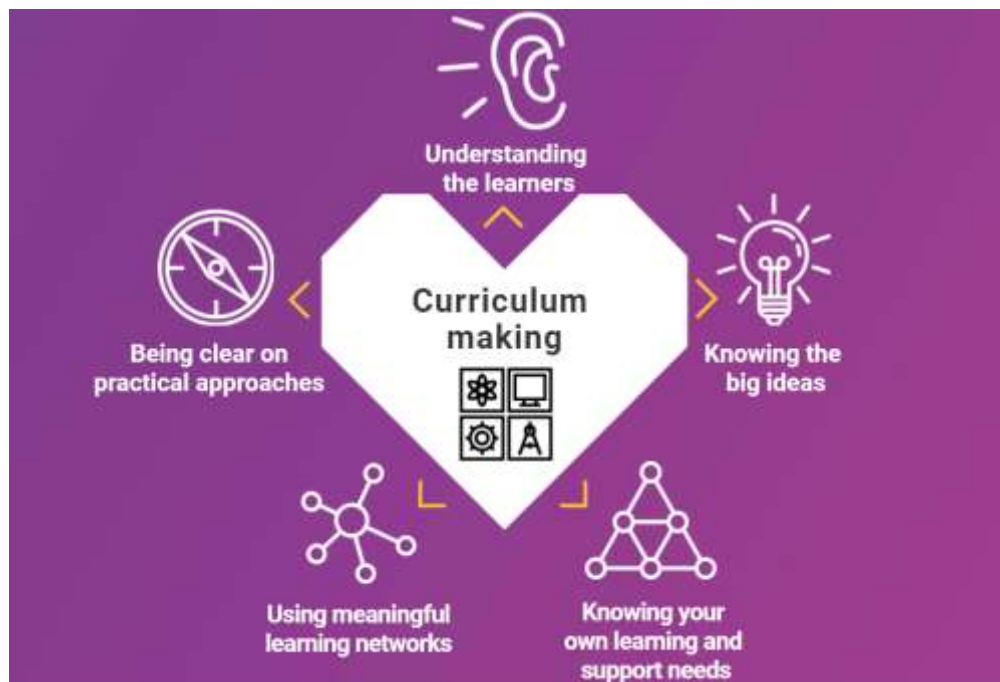 Understanding
the learners
Curriculum
making
Being clear on
practical approaches
Knowing the
big ideas
Using meaningful
learning networks
Knowing your
own learning and
support needs